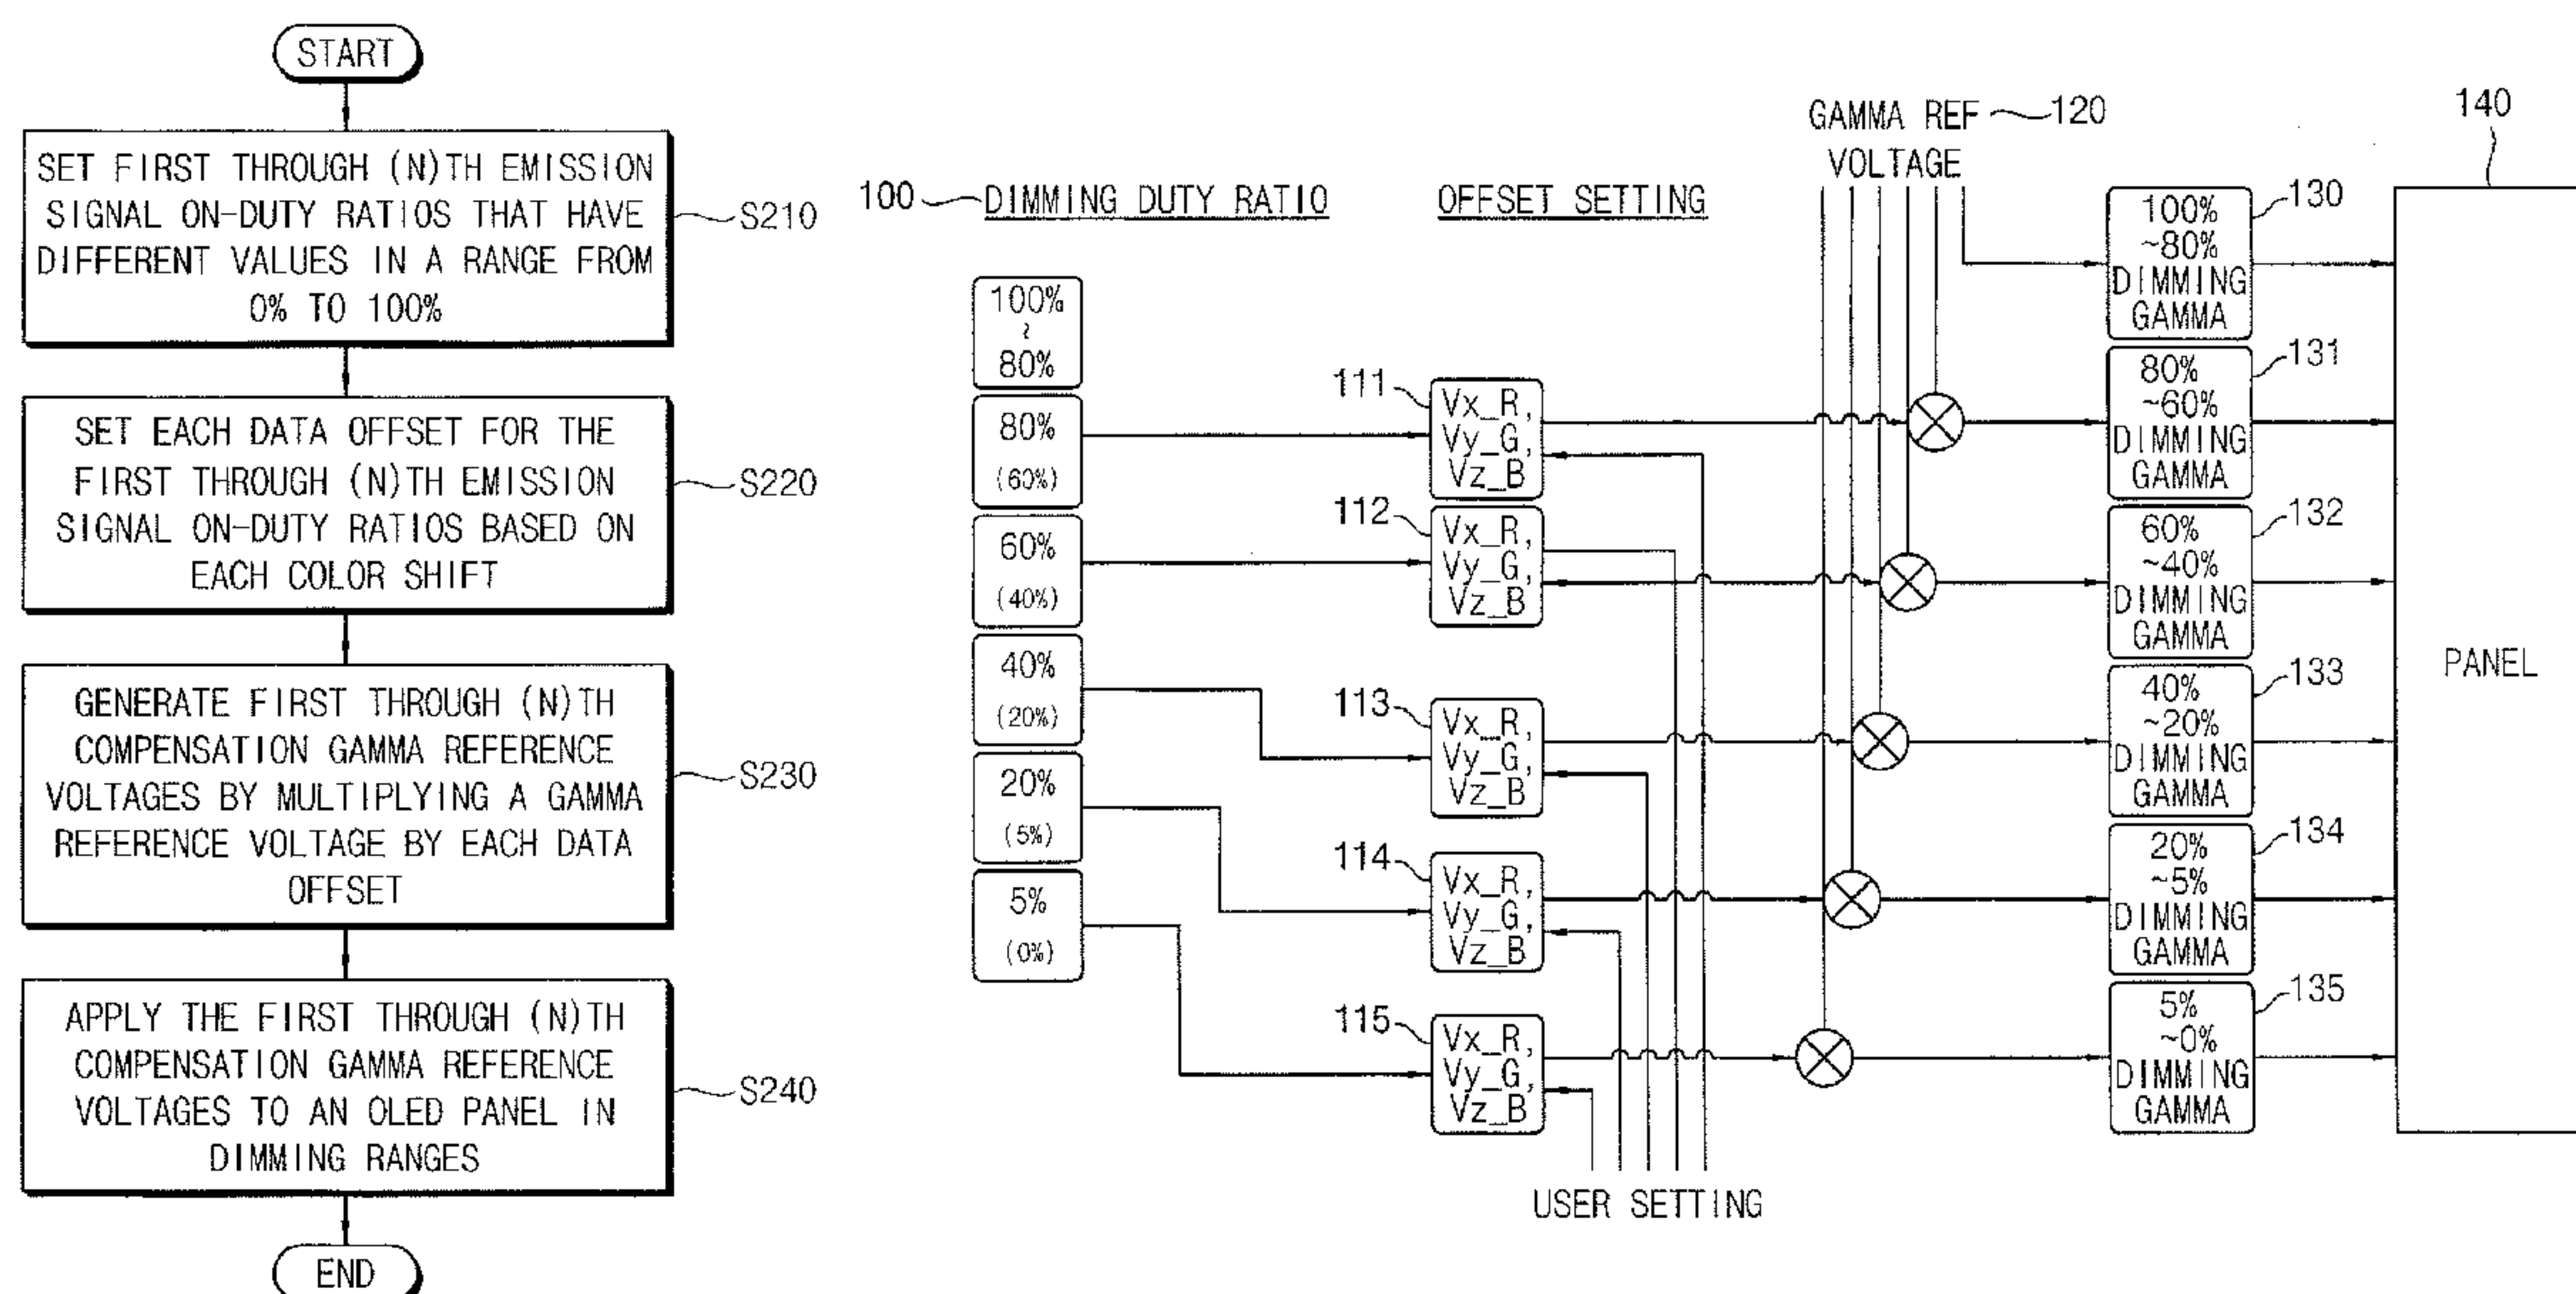 START
SET FIRST THROUGH (N)TH EMISSION
SIGNAL ON-DUTY RATIOS THAT HAVE
DIFFERENT VALUES IN A RANGE FROM
0% TO 100%
S210
SET EACH DATA OFFSET FOR THE
FIRST THROUGH (N)TH EMISSION
SIGNAL ON-DUTY RATIOS BASED ON
EACH COLOR SHIFT
S220
GENERATE FIRST THROUGH (N)TH
COMPENSATION GAMMA REFERENCE
VOLTAGES BY MULTIPLYING A GAMMA
REFERENCE VOLTAGE BY EACH DATA
OFFSET
S230
APPLY THE FIRST THROUGH (N)TH
COMPENSATION GAMMA REFERENCE
VOLTAGES TO AN OLED PANEL IN
DIMMING RANGES
S240
END
100
DIMMING DUTY RATIO
100%
~
80%
80%
(60%)
60%
(40%)
40%
(20%)
20%
(5%)
5%
(0%)
OFFSET SETTING
111
Vx_R,
Vy_G,
Vz_B
112
Vx_R,
Vy_G,
Vz_B
113
Vx_R,
Vy_G,
Vz_B
114
Vx_R,
Vy_G,
Vz_B
115
Vx_R,
Vy_G,
Vz_B
USER SETTING
GAMMA REF
VOLTAGE
120
100%
~80%
DIMMING
GAMMA
130
80%
~60%
DIMMING
GAMMA
131
60%
~40%
DIMMING
GAMMA
132
40%
~20%
DIMMING
GAMMA
133
20%
~5%
DIMMING
GAMMA
134
5%
~0%
DIMMING
GAMMA
135
140
PANEL